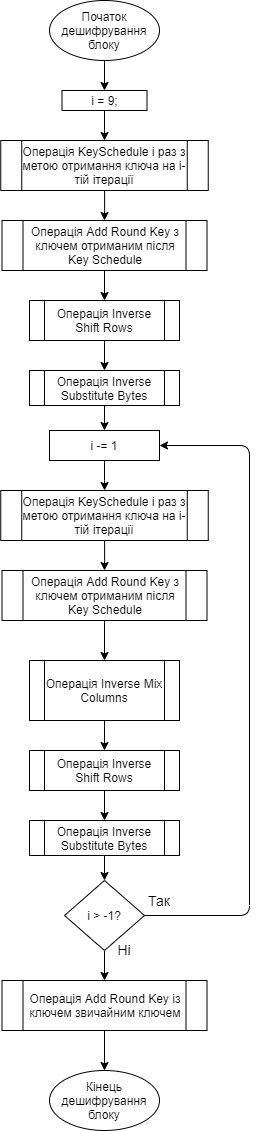 Початок
дешифрування
блоку
i = 9;
Операція KeySchedule i раз з
метою отримання ключа на і-
тій ітерації
Операція Add Round Key з
ключем отриманим після
Key Schedule
Операція Inverse
Shift Rows
Операція Inverse
Substitute Bytes
i -= 1
Операція KeySchedule i раз з
метою отримання ключа на і-
тій ітерації
Операція Add Round Key з
ключем отриманим після
Key Schedule
Операція Inverse Mix
Columns
Операція Inverse
Shift Rows
Операція Inverse
Substitute Bytes
i > -1?
Так
Ні
Операція Add Round Key із
ключем звичайним ключем
Кінець
дешифрування
блоку